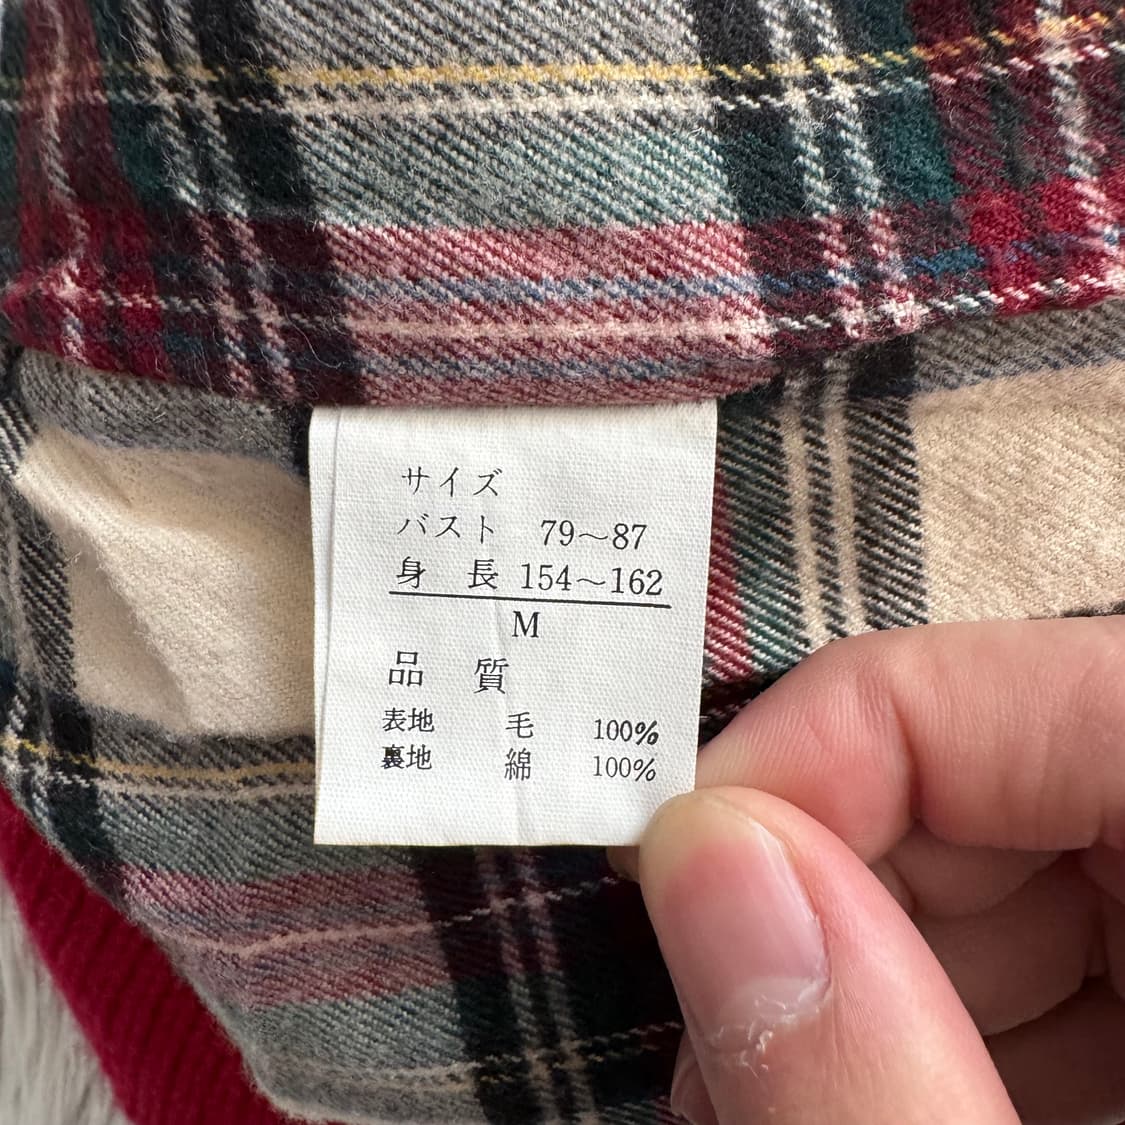 サイズ
バスト 79～87
身 長 154～162
M
品 質
表地 毛 100%
裏地 綿 100%